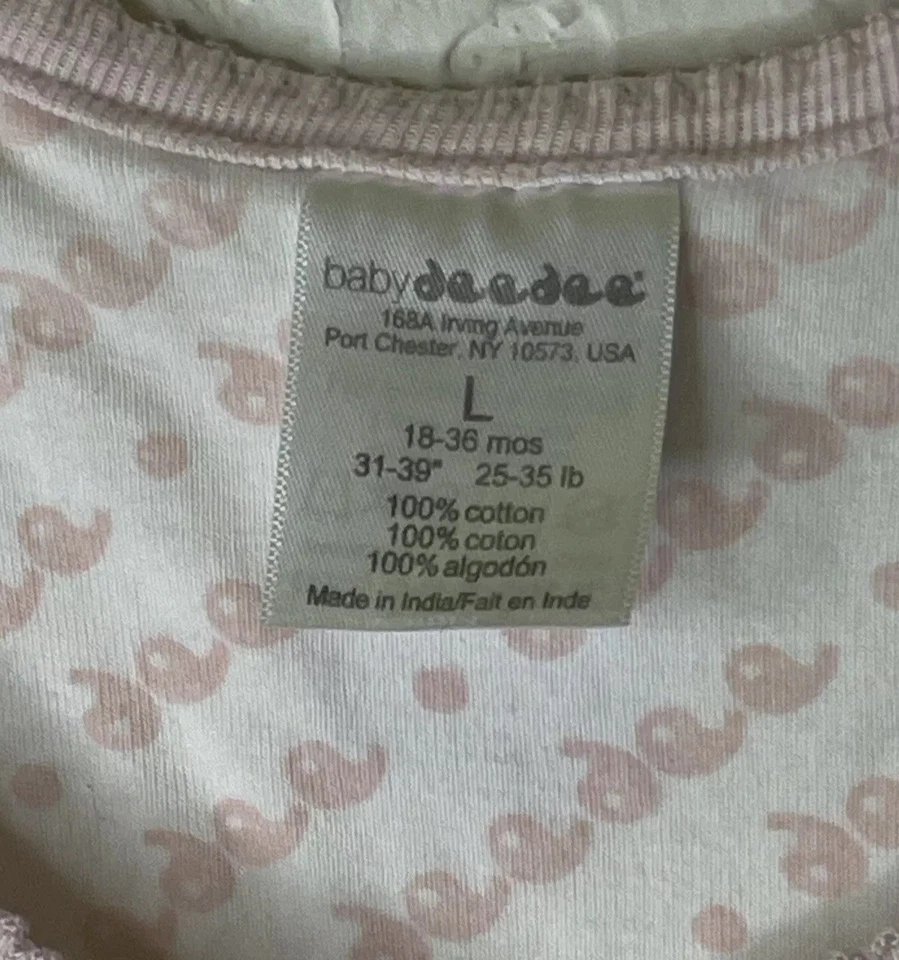 babydeedee®
168A Irving Avenue
Port Chester, NY 10573, USA
L
18-36 mos
31-39" 25-35 lb
100% cotton
100% coton
100% algodón
Made in India/Fait en Inde